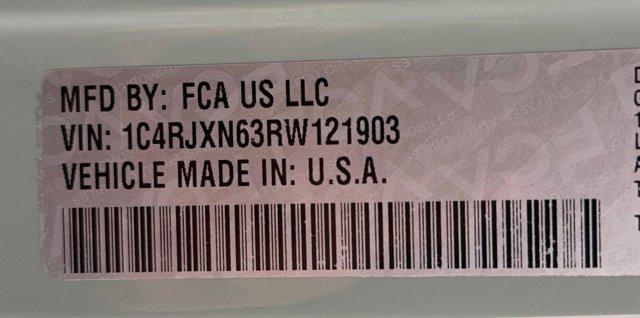 MFD BY: FCA US LLC
VIN: 1C4RJXN63RW121903
VEHICLE MADE IN: U.S.A.